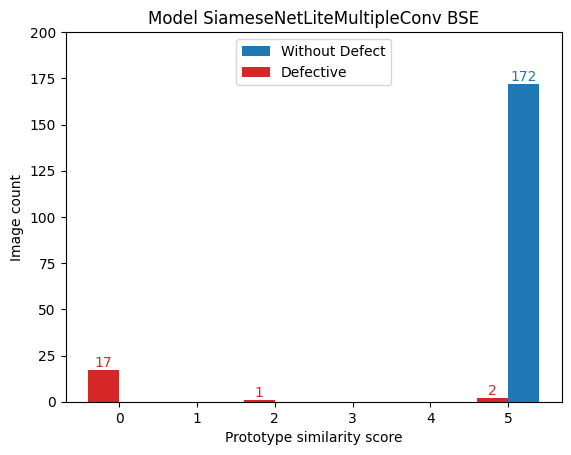 Model SiameseNetLiteMultipleConv BSE
200
175
150
125
100
75
50
25
0
Image count
Without Defect
Defective
17
1
2
172
0 1 2 3 4 5
Prototype similarity score